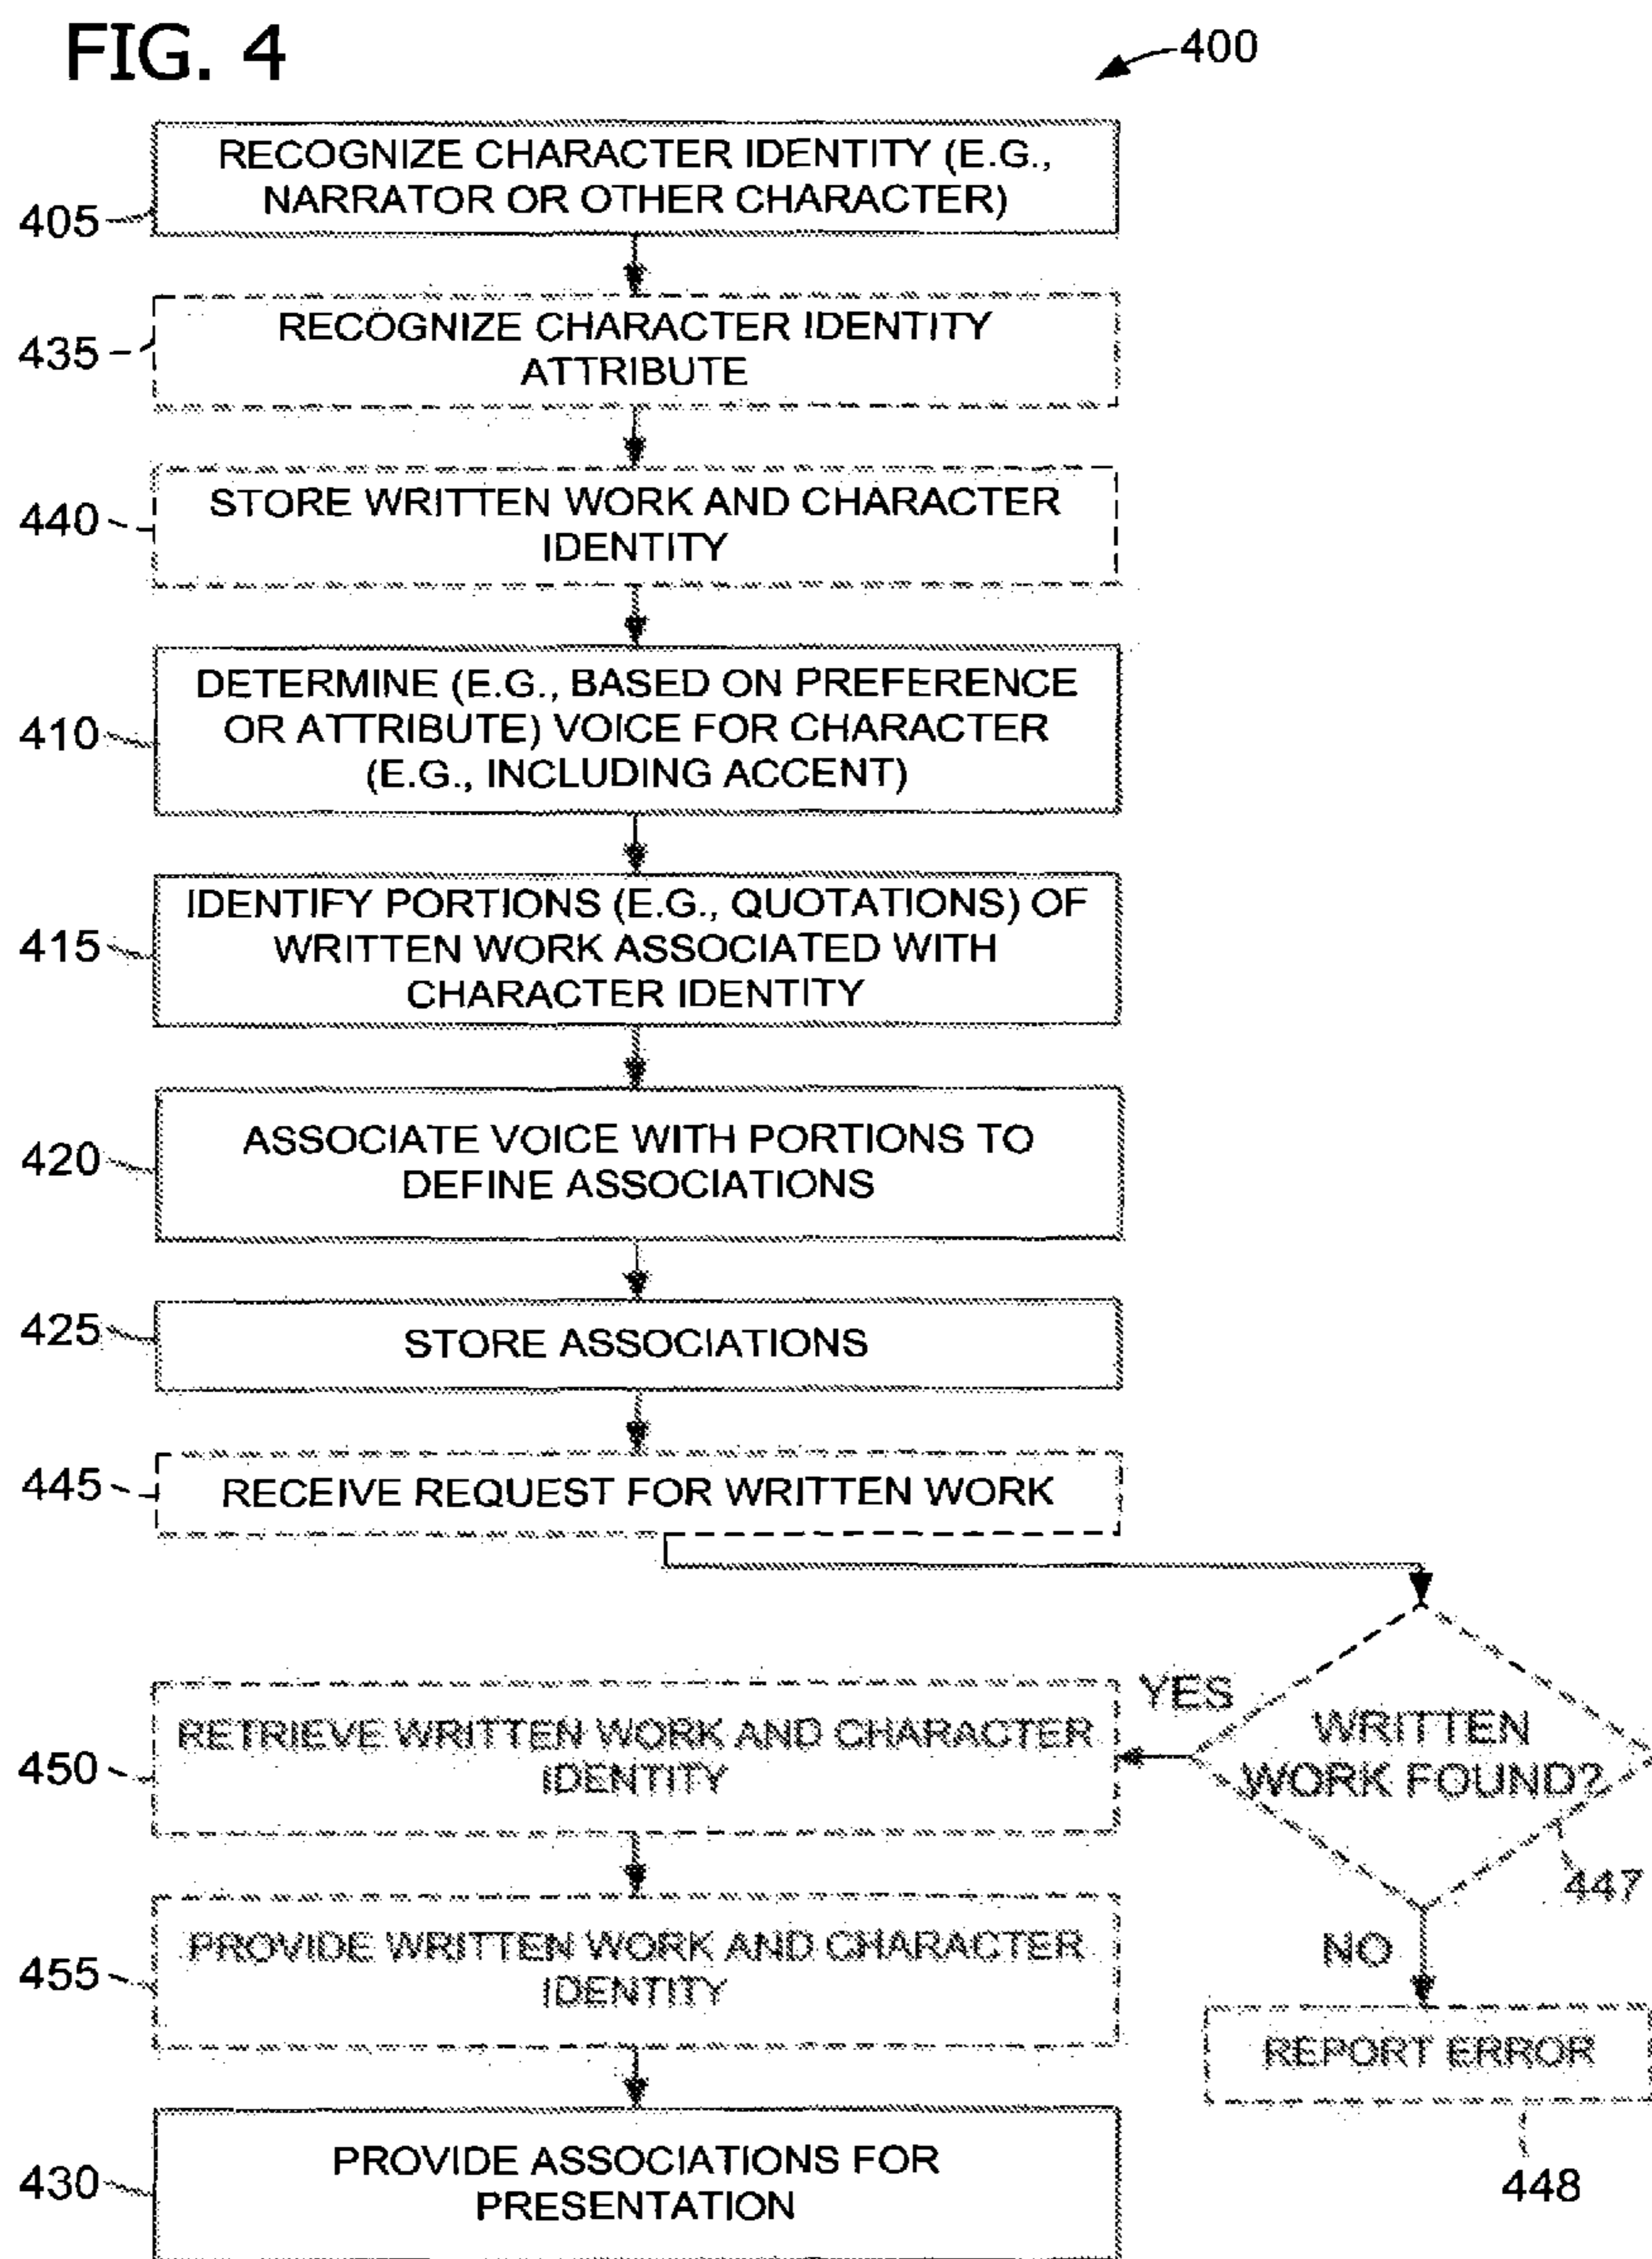 FIG. 4
400
RECOGNIZE CHARACTER IDENTITY (E.G.,
NARRATOR OR OTHER CHARACTER)
405
RECOGNIZE CHARACTER IDENTITY
ATTRIBUTE
435
STORE WRITTEN WORK AND CHARACTER
IDENTITY
440
DETERMINE (E.G., BASED ON PREFERENCE
OR ATTRIBUTE) VOICE FOR CHARACTER
(E.G., INCLUDING ACCENT)
410
IDENTIFY PORTIONS (E.G., QUOTATIONS) OF
WRITTEN WORK ASSOCIATED WITH
CHARACTER IDENTITY
415
ASSOCIATE VOICE WITH PORTIONS TO
DEFINE ASSOCIATIONS
420
STORE ASSOCIATIONS
425
RECEIVE REQUEST FOR WRITTEN WORK
445
YES
WRITTEN
WORK FOUND?
447
RETRIEVE WRITTEN WORK AND CHARACTER
IDENTITY
450
NO
PROVIDE WRITTEN WORK AND CHARACTER
IDENTITY
455
REPORT ERROR
448
PROVIDE ASSOCIATIONS FOR
PRESENTATION
430